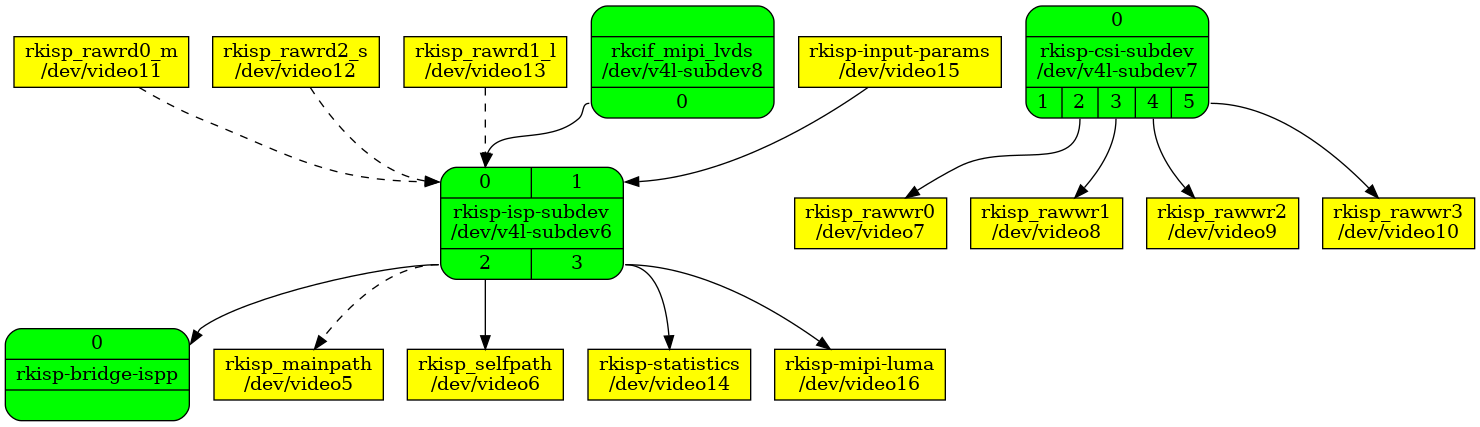 rkisp_rawrd0_m
/dev/video11
rkisp_rawrd2_s
/dev/video12
rkisp_rawrd1_l
/dev/video13
rkcif_mipi_lvds
/dev/v4l-subdev8
0
rkisp-input-params
/dev/video15
0
rkisp-csi-subdev
/dev/v4l-subdev7
1 2 3 4 5
0 1
rkisp-isp-subdev
/dev/v4l-subdev6
2 3
rkisp_rawwr0
/dev/video7
rkisp_rawwr1
/dev/video8
rkisp_rawwr2
/dev/video9
rkisp_rawwr3
/dev/video10
0
rkisp-bridge-ispp
rkisp_mainpath
/dev/video5
rkisp_selfpath
/dev/video6
rkisp-statistics
/dev/video14
rkisp-mipi-luma
/dev/video16